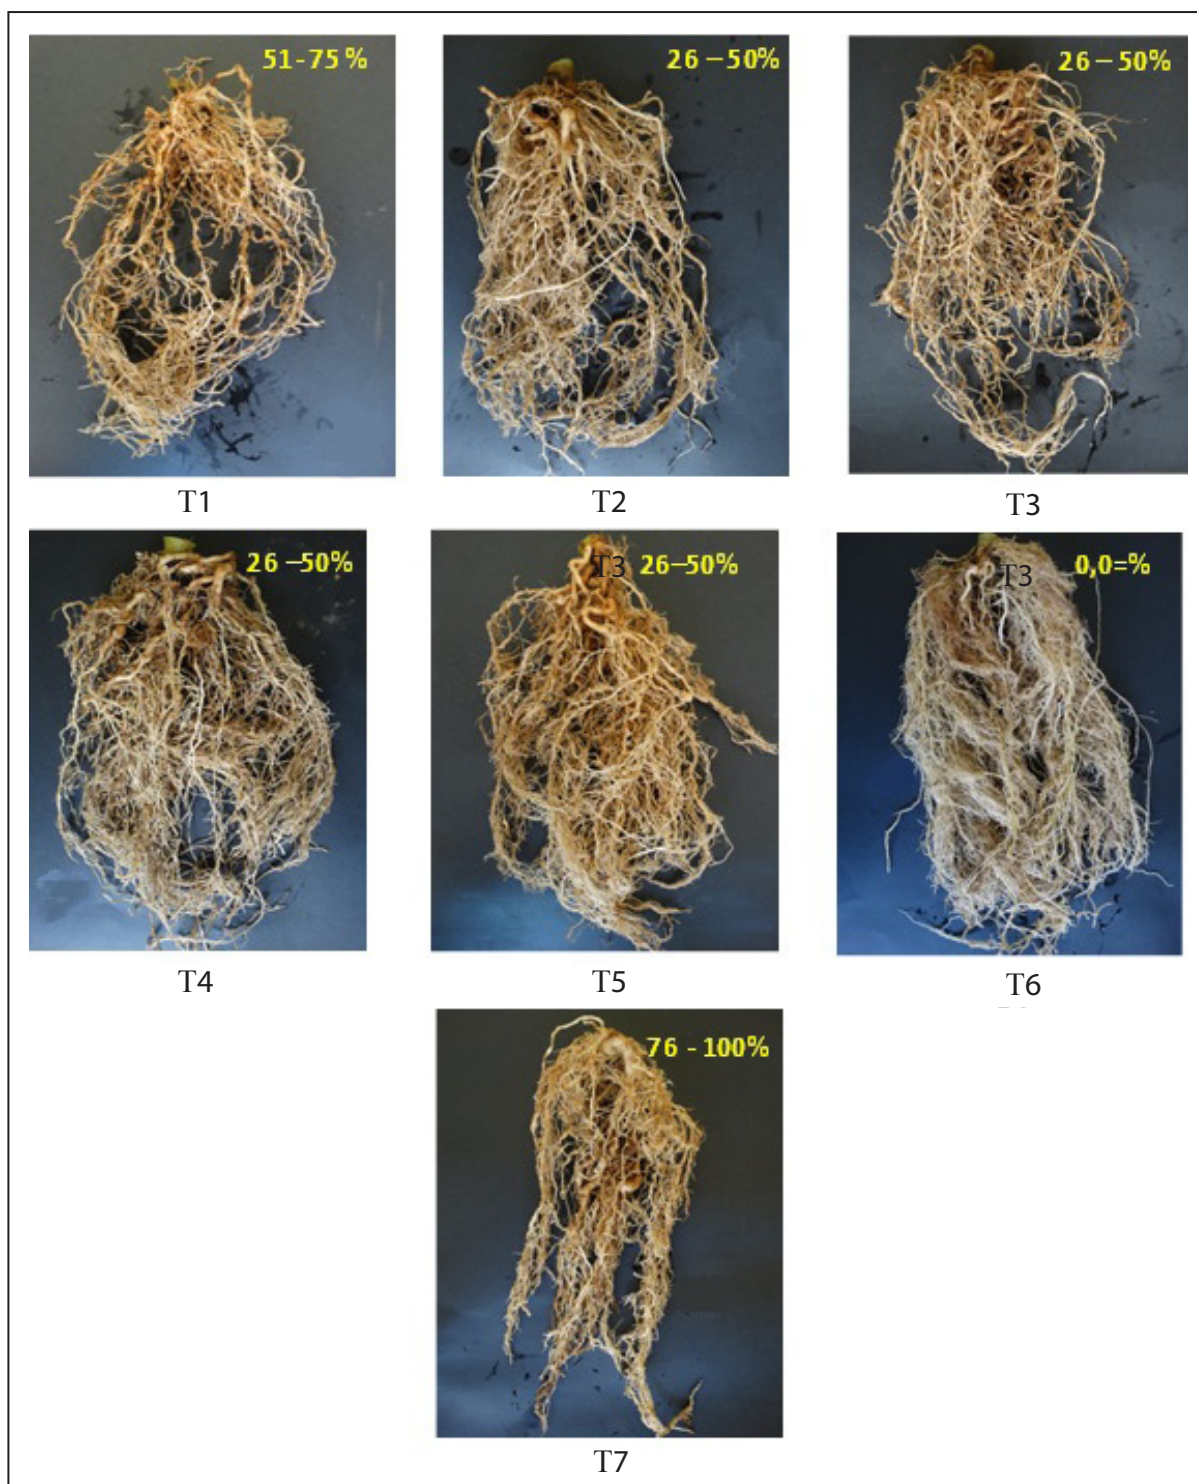 51-75%
26 – 50%
26 – 50%
T1
T2
T3
26 –50%
T3 26–50%
T3 0,0=%
T4
T5
T6
76 - 100%
T7